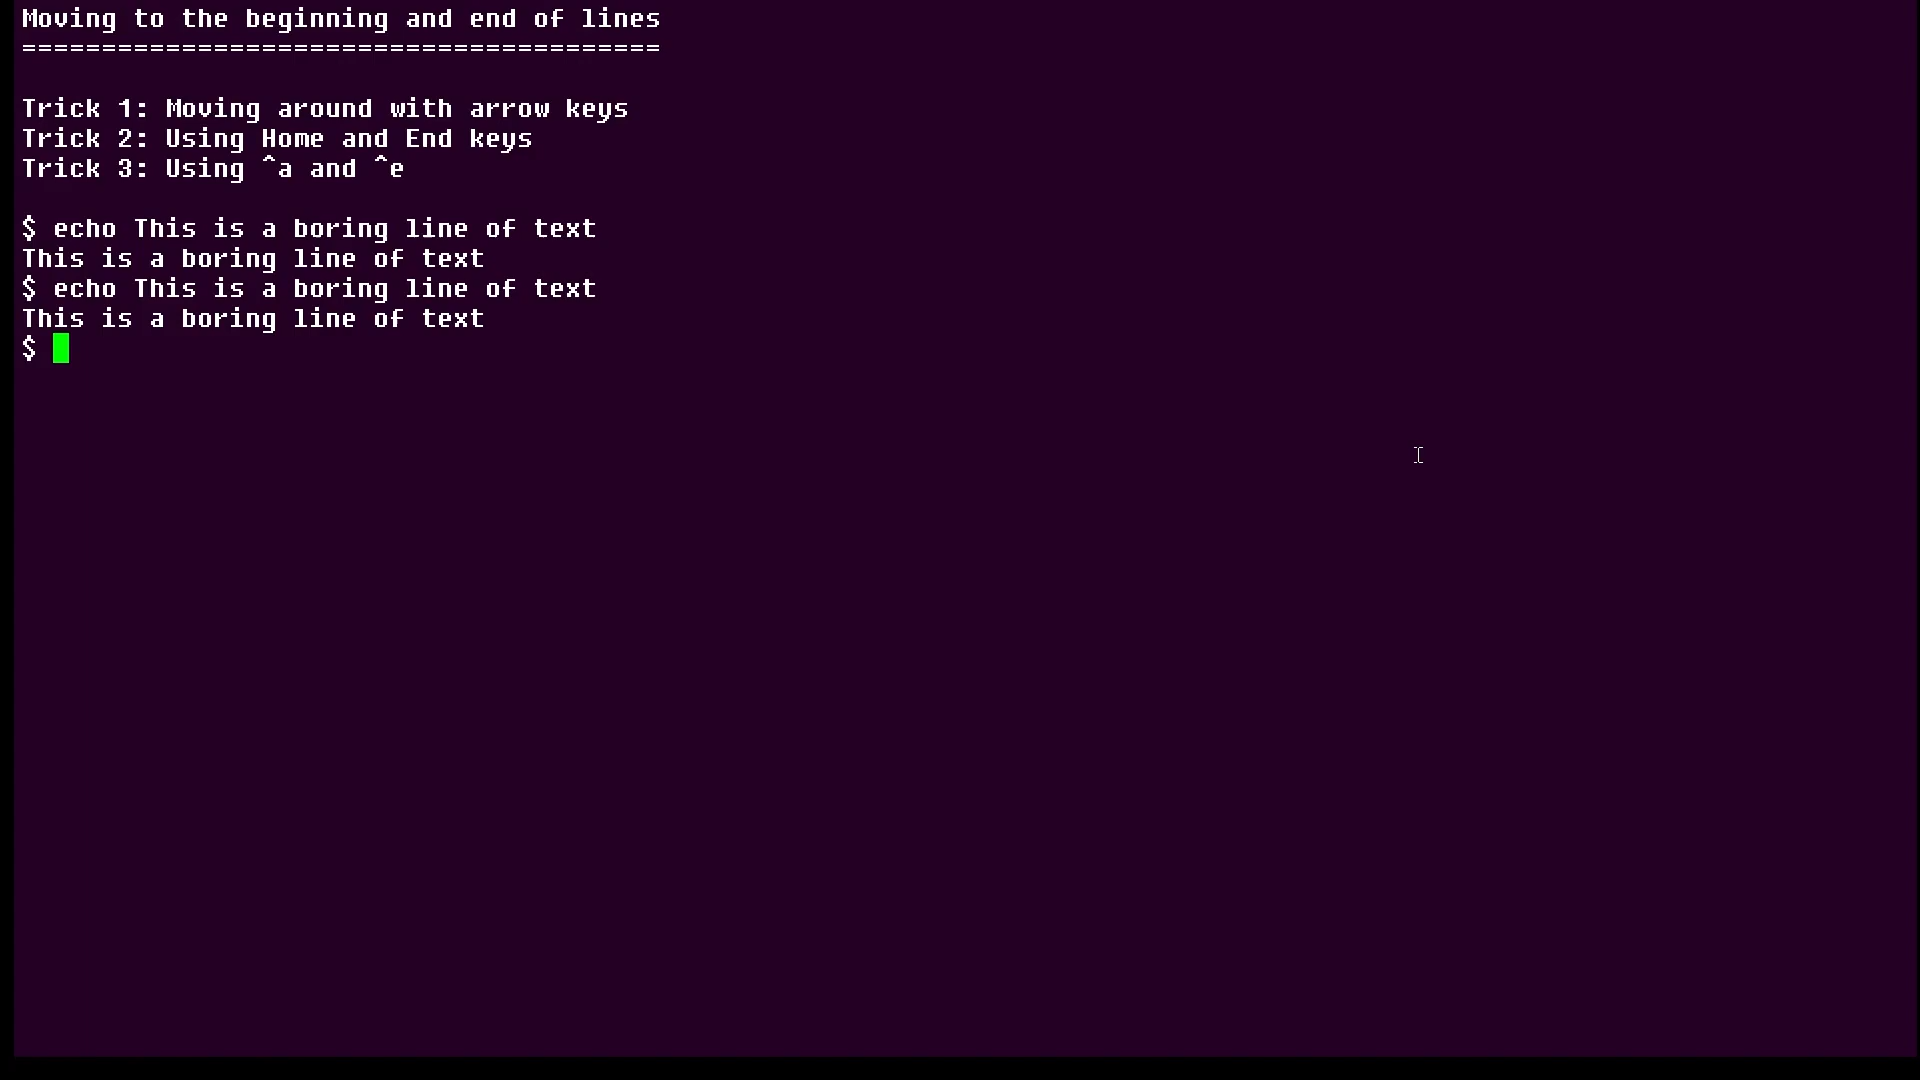 Moving to the beginning and end of lines
========================================
Trick 1: Moving around with arrow keys
Trick 2: Using Home and End keys
Trick 3: Using ^a and ^e
$ echo This is a boring line of text
This is a boring line of text
$ echo This is a boring line of text
This is a boring line of text
$